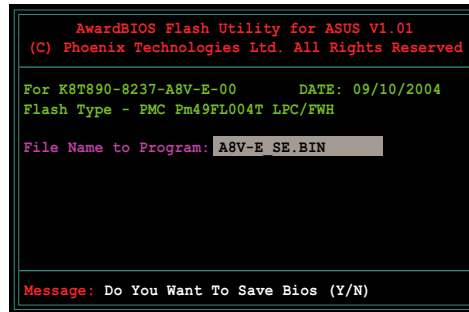 AwardBIOS Flash Utility for ASUS V1.01
(C) Phoenix Technologies Ltd. All Rights Reserved
For K8T890-8237-A8V-E-00 DATE: 09/10/2004
Flash Type - PMC Pm49FL004T LPC/FWH
File Name to Program: A8V-E_SE.BIN
Message: Do You Want To Save Bios (Y/N)